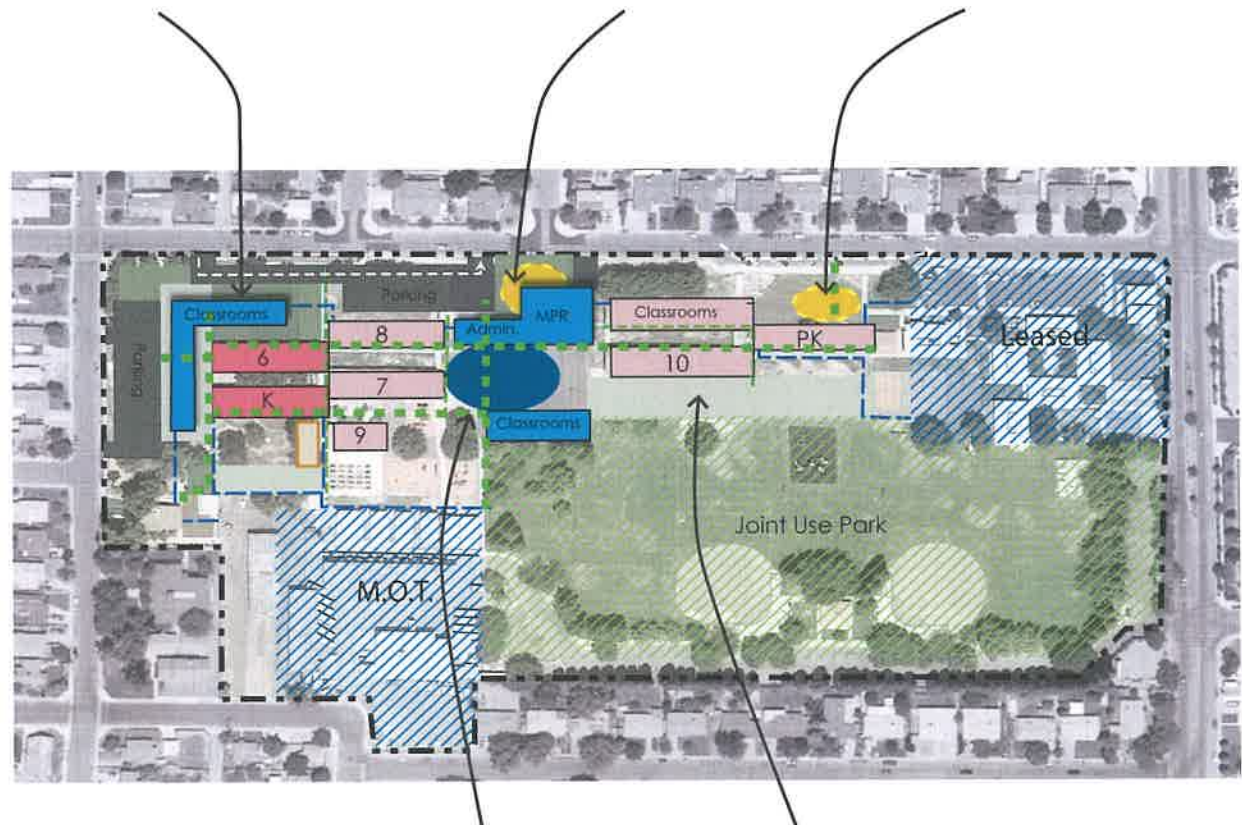 Parking
Classrooms
Parking
8
Admin.
MPR
Classrooms
PK
Leased
6
7
10
K
9
Classrooms
Joint Use Park
M.O.T.